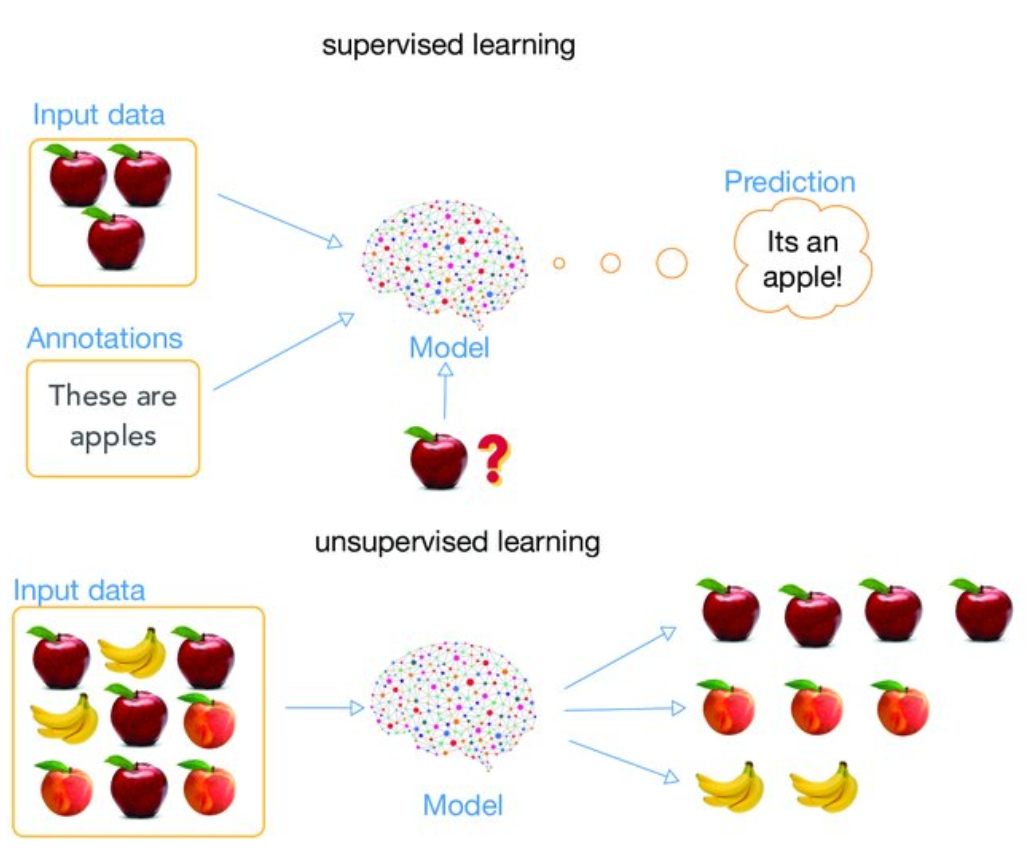 supervised learning
Input data
Prediction
Its an
apple!
Annotations
These are
apples
Model
?
unsupervised learning
Input data
Model